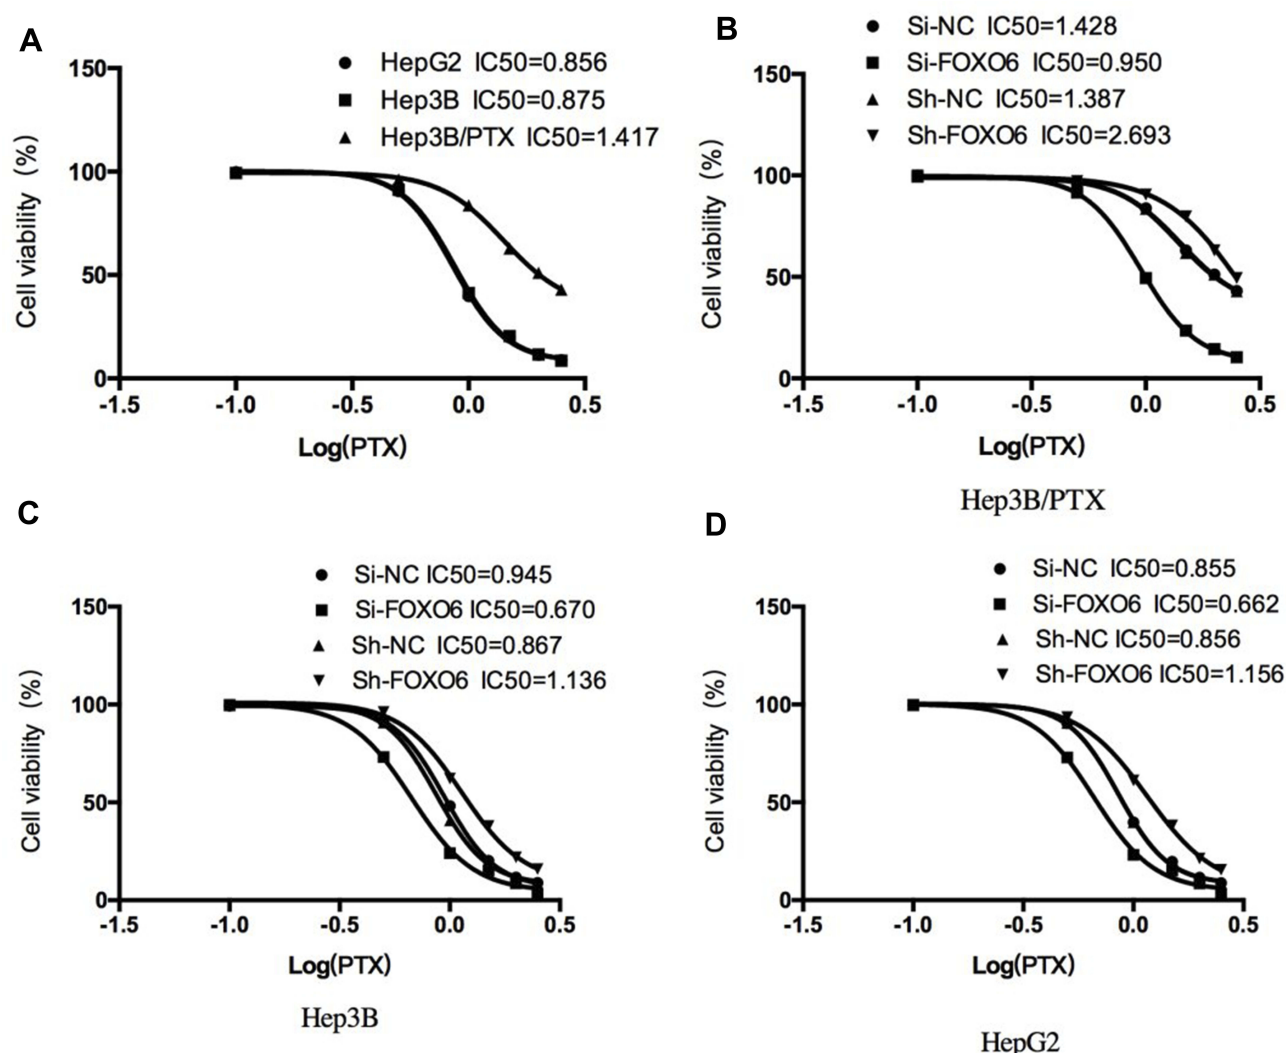 A
HepG2 IC50=0.856
Hep3B IC50=0.875
Hep3B/PTX IC50=1.417
150
100
50
0
Cell viability (%)
-1.5 -1.0 -0.5 0.0 0.5
Log(PTX)
B
Si-NC IC50=1.428
Si-FOXO6 IC50=0.950
Sh-NC IC50=1.387
Sh-FOXO6 IC50=2.693
150
100
50
0
Cell viability (%)
-1.5 -1.0 -0.5 0.0 0.5
Log(PTX)
Hep3B/PTX
C
Si-NC IC50=0.945
Si-FOXO6 IC50=0.670
Sh-NC IC50=0.867
Sh-FOXO6 IC50=1.136
150
100
50
0
Cell viability (%)
-1.5 -1.0 -0.5 0.0 0.5
Log(PTX)
Hep3B
D
Si-NC IC50=0.855
Si-FOXO6 IC50=0.662
Sh-NC IC50=0.856
Sh-FOXO6 IC50=1.156
150
100
50
0
Cell viability (%)
-1.5 -1.0 -0.5 0.0 0.5
Log(PTX)
HepG2